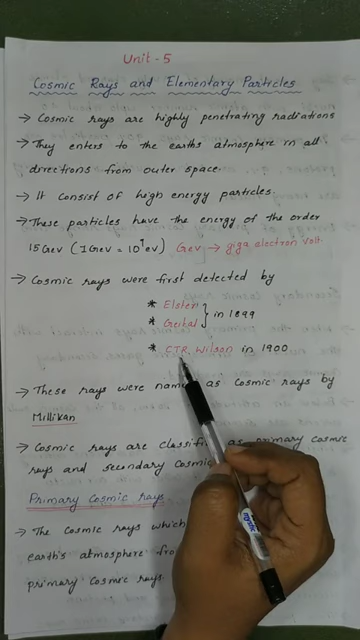 Unit - 5
Cosmic Rays and Elementary Particles
→ Cosmic rays are highly penetrating radiations
→ They enters to the earths atmosphere in all
directions from outer space.
→ It consist of high energy particles.
→ These particles have the energy of the order
15 GeV (1 GeV = 10⁹ eV) GeV → giga electron volt.
→ Cosmic rays were first detected by
* Elster
* Geital } in 1899
* CTR. Wilson in 1900
→ These rays were named as Cosmic rays by
Millikan
→ Cosmic rays are classifi as primary cosmic
rays and secondary cosmic
Primary Cosmic rays
→ The cosmic rays which
earth's atmosphere
primary cosmic rays